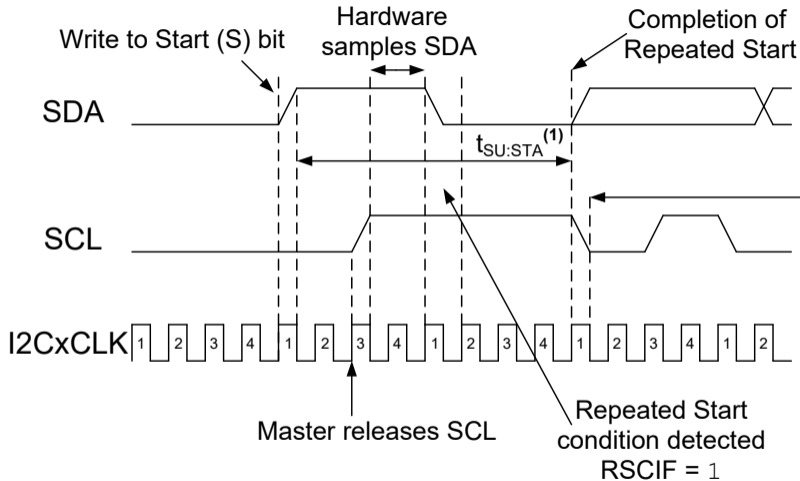 Write to Start (S) bit
Hardware
samples SDA
Completion of
Repeated Start
SDA
tSU:STA(1)
SCL
I2CxCLK
1 2 3 4 1 2 3 4 1 2 3 4 1 2 3 4 1 2
Master releases SCL
Repeated Start
condition detected
RSCIF = 1